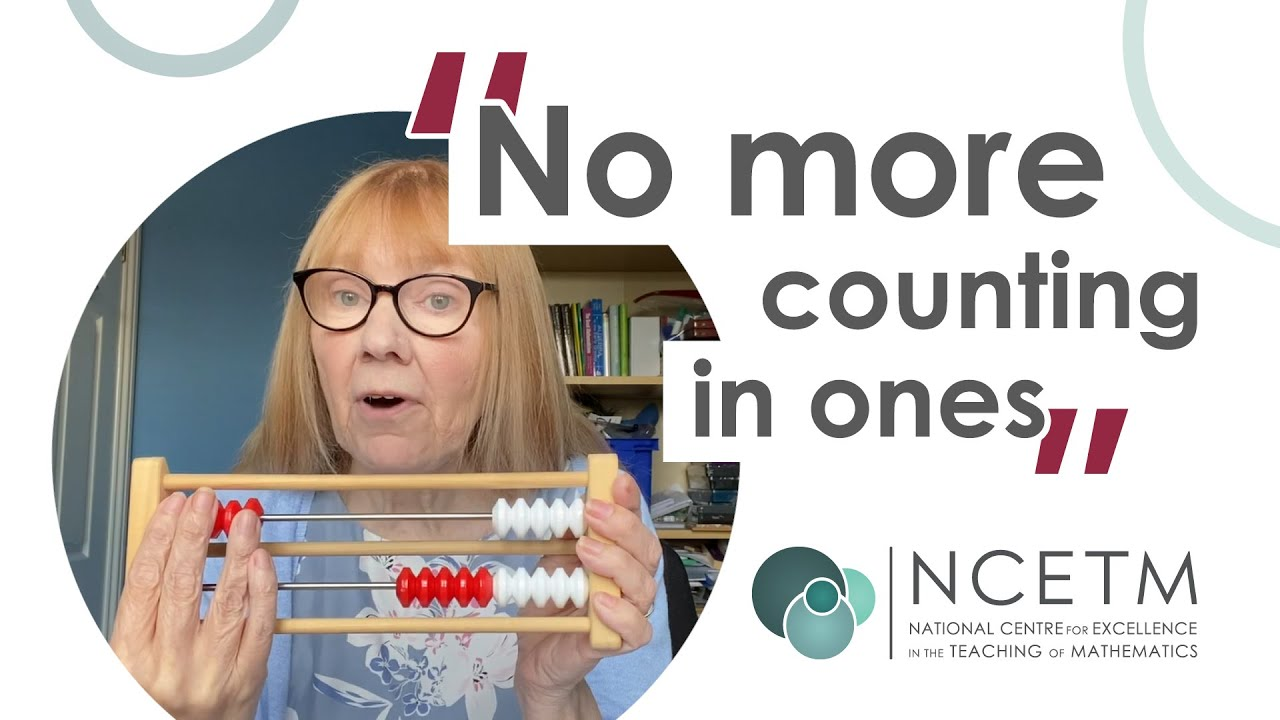 "No more
counting
in ones"
NCETM
NATIONAL CENTRE FOR EXCELLENCE
IN THE TEACHING OF MATHEMATICS